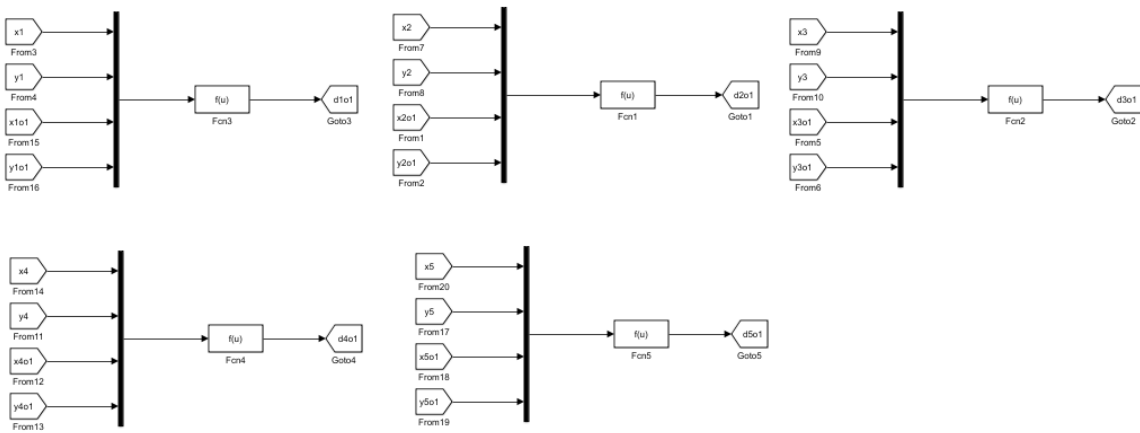 x1
From3
y1
From4
x1o1
From15
y1o1
From16
f(u)
Fcn3
d1o1
Goto3
x2
From7
y2
From8
x2o1
From1
y2o1
From2
f(u)
Fcn1
d2o1
Goto1
x3
From9
y3
From10
x3o1
From5
y3o1
From6
f(u)
Fcn2
d3o1
Goto2
x4
From14
y4
From11
x4o1
From12
y4o1
From13
f(u)
Fcn4
d4o1
Goto4
x5
From20
y5
From17
x5o1
From18
y5o1
From19
f(u)
Fcn5
d5o1
Goto5